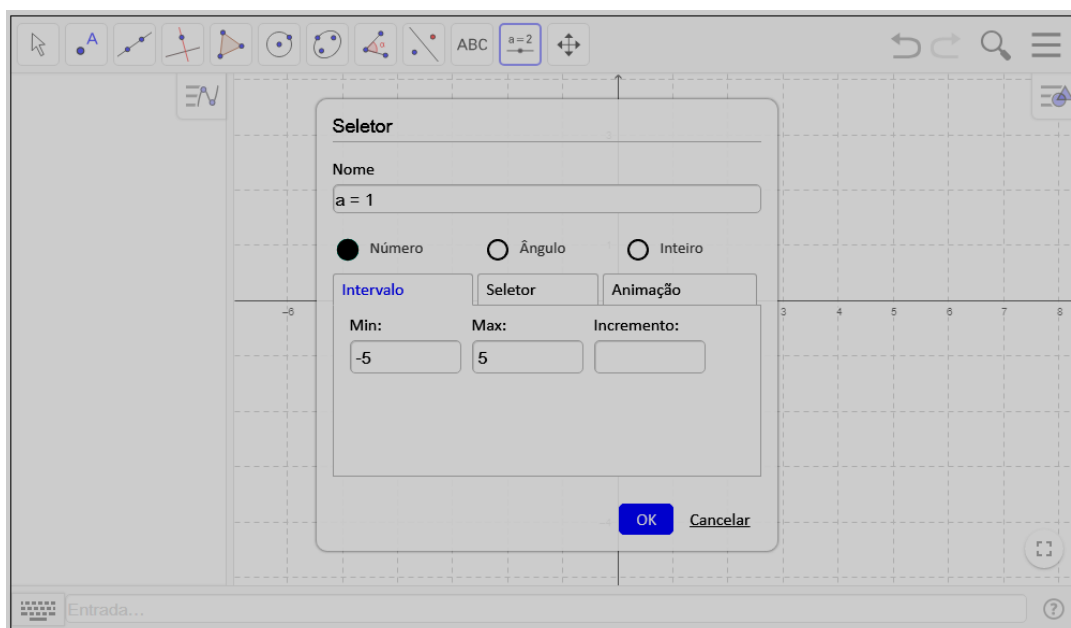 A
α
ABC
a=2
Seletor
Nome
a = 1
Número Ângulo Inteiro
Intervalo Seletor Animação
-6 3 4 5 6 7 8
Min: Max: Incremento:
-5 5
OK Cancelar
Entrada...
?